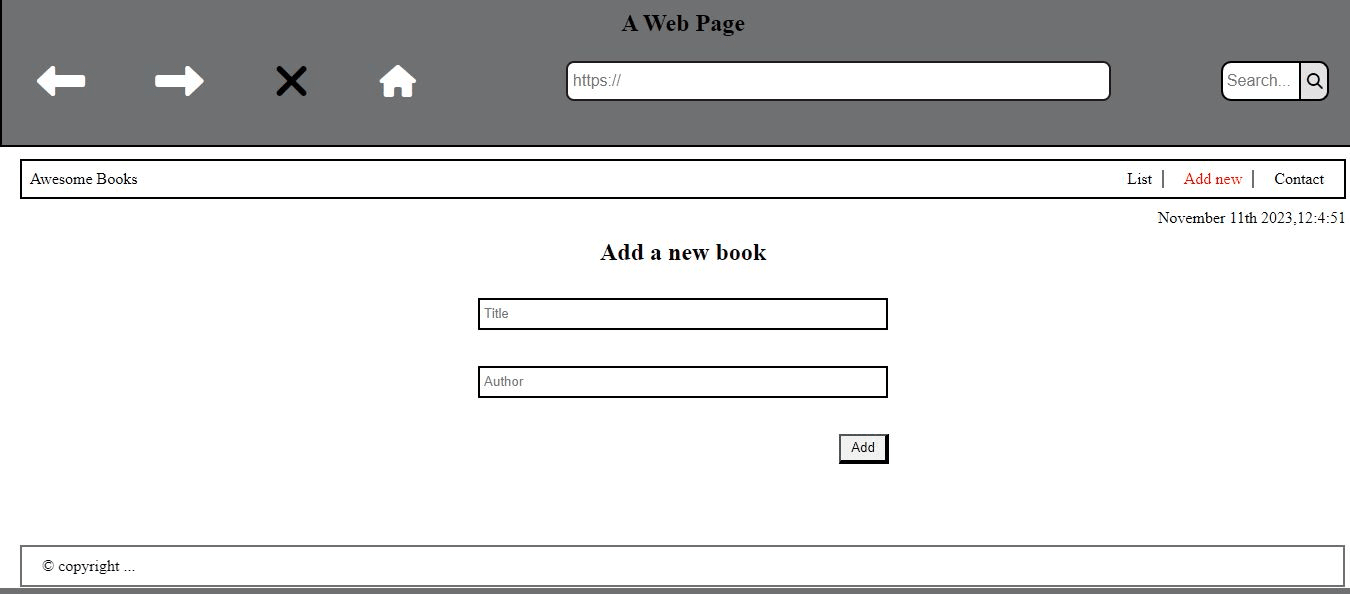 A Web Page
https://
Search...
Awesome Books
List
Add new
Contact
November 11th 2023,12:4:51
Add a new book
Title
Author
Add
© copyright ...